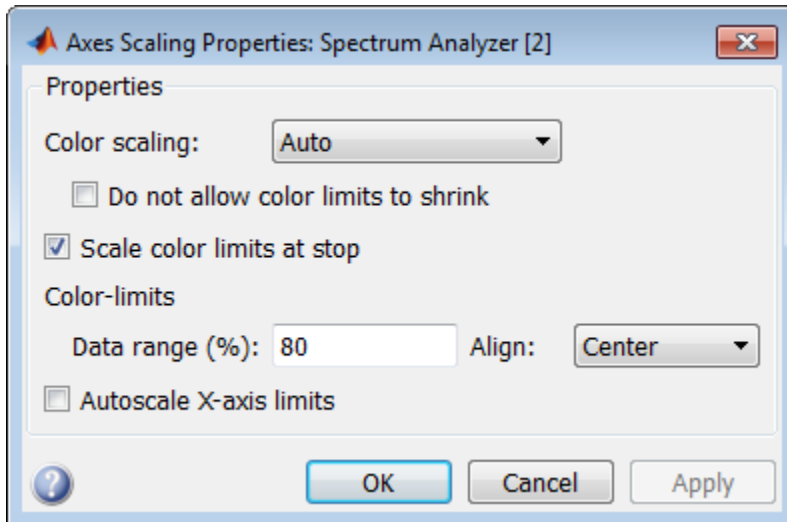 Axes Scaling Properties: Spectrum Analyzer [2]
Properties
Color scaling: Auto
Do not allow color limits to shrink
Scale color limits at stop
Color-limits
Data range (%): 80 Align: Center
Autoscale X-axis limits
? OK Cancel Apply